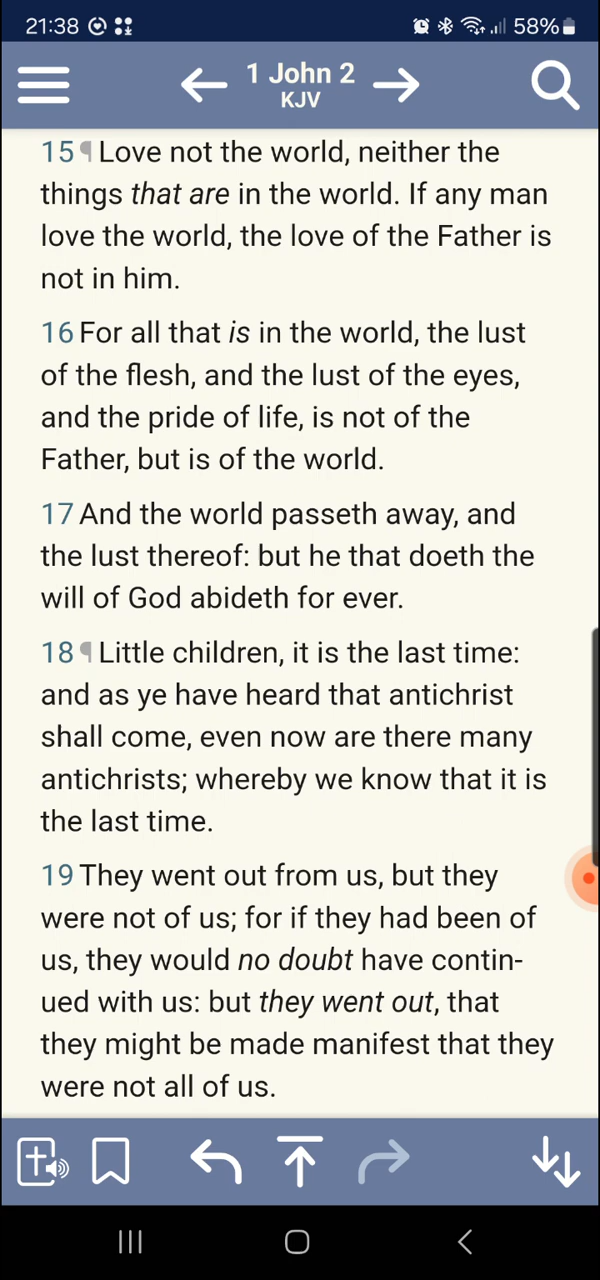 21:38 58%
1 John 2
KJV
15 ¶ Love not the world, neither the
things that are in the world. If any man
love the world, the love of the Father is
not in him.
16 For all that is in the world, the lust
of the flesh, and the lust of the eyes,
and the pride of life, is not of the
Father, but is of the world.
17 And the world passeth away, and
the lust thereof: but he that doeth the
will of God abideth for ever.
18 ¶ Little children, it is the last time:
and as ye have heard that antichrist
shall come, even now are there many
antichrists; whereby we know that it is
the last time.
19 They went out from us, but they
were not of us; for if they had been of
us, they would no doubt have contin-
ued with us: but they went out, that
they might be made manifest that they
were not all of us.